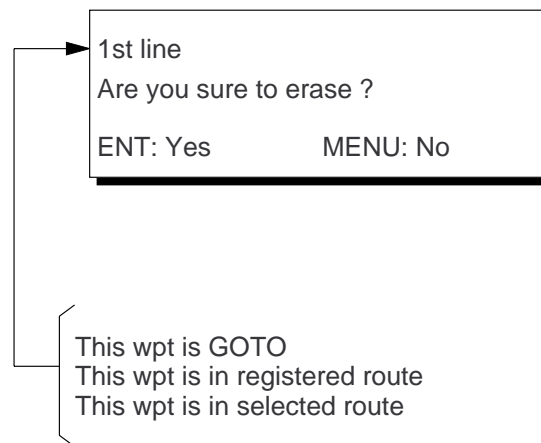 1st line
Are you sure to erase ?
ENT: Yes MENU: No
This wpt is GOTO
This wpt is in registered route
This wpt is in selected route